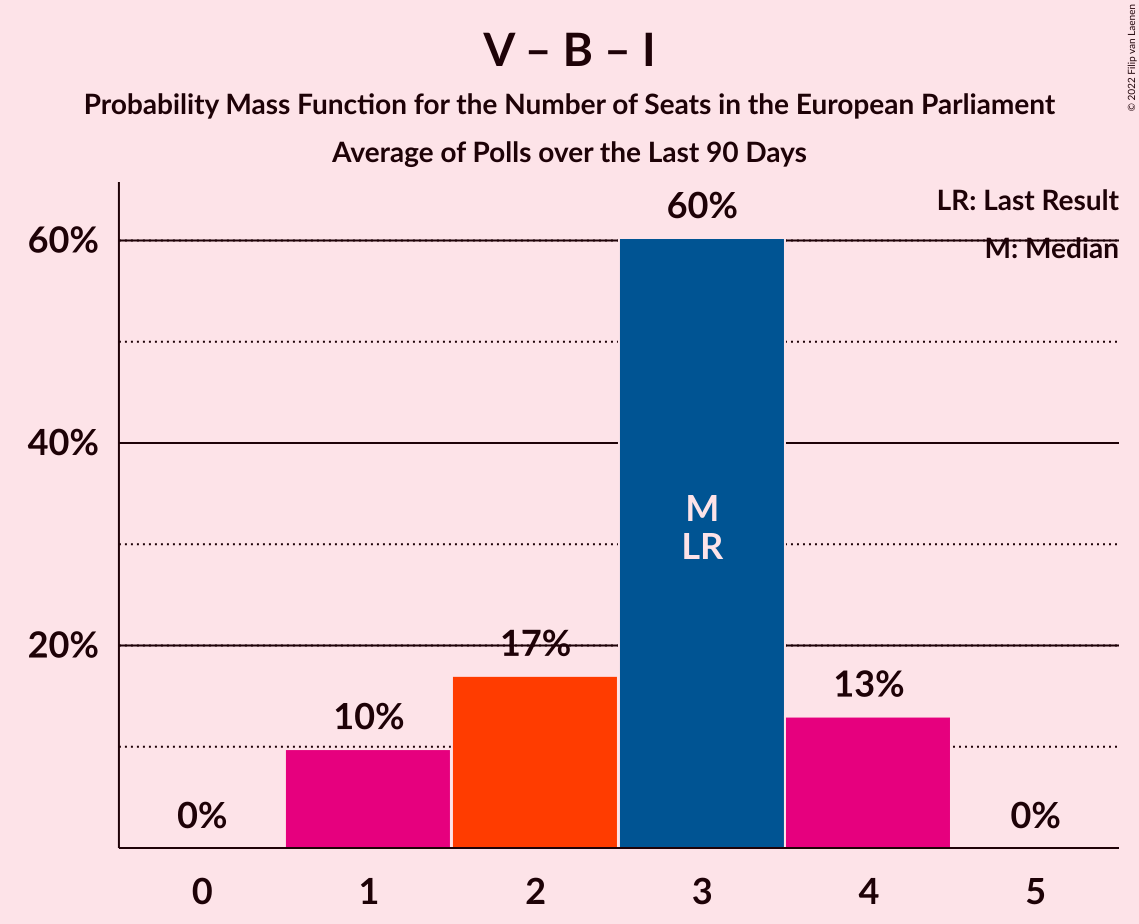 V – B – I
Probability Mass Function for the Number of Seats in the European Parliament
Average of Polls over the Last 90 Days
© 2022 Filip van Laenen
LR: Last Result
M: Median
60%
40%
20%
0%
10%
17%
60%
13%
0%
M
LR
0
1
2
3
4
5